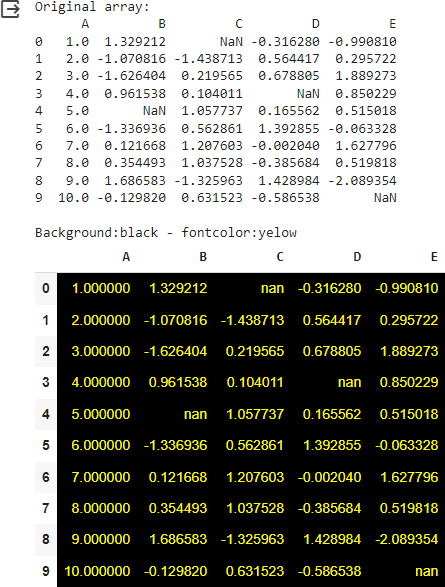 Original array:
A B C D E
0 1.0 1.329212 NaN -0.316280 -0.990810
1 2.0 -1.070816 -1.438713 0.564417 0.295722
2 3.0 -1.626404 0.219565 0.678805 1.889273
3 4.0 0.961538 0.104011 NaN 0.850229
4 5.0 NaN 1.057737 0.165562 0.515018
5 6.0 -1.336936 0.562861 1.392855 -0.063328
6 7.0 0.121668 1.207603 -0.002040 1.627796
7 8.0 0.354493 1.037528 -0.385684 0.519818
8 9.0 1.686583 -1.325963 1.428984 -2.089354
9 10.0 -0.129820 0.631523 -0.586538 NaN
Background:black - fontcolor:yelow
A B C D E
0 1.000000 1.329212 nan -0.316280 -0.990810
1 2.000000 -1.070816 -1.438713 0.564417 0.295722
2 3.000000 -1.626404 0.219565 0.678805 1.889273
3 4.000000 0.961538 0.104011 nan 0.850229
4 5.000000 nan 1.057737 0.165562 0.515018
5 6.000000 -1.336936 0.562861 1.392855 -0.063328
6 7.000000 0.121668 1.207603 -0.002040 1.627796
7 8.000000 0.354493 1.037528 -0.385684 0.519818
8 9.000000 1.686583 -1.325963 1.428984 -2.089354
9 10.000000 -0.129820 0.631523 -0.586538 nan